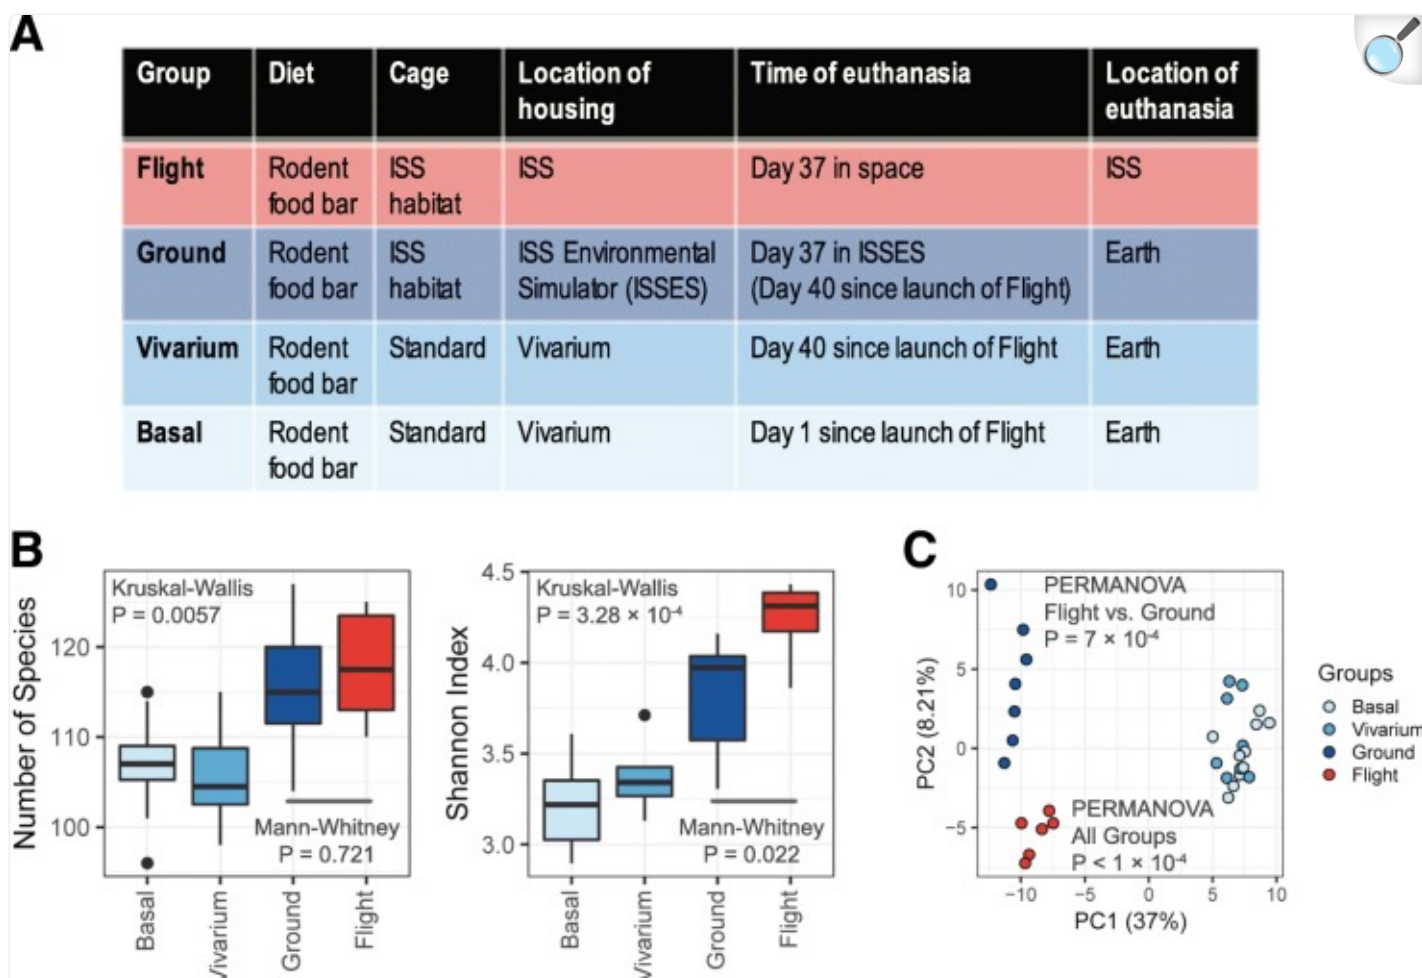 A
Group Diet Cage Location of housing Time of euthanasia Location of euthanasia
Flight Rodent food bar ISS habitat ISS Day 37 in space ISS
Ground Rodent food bar ISS habitat ISS Environmental Simulator (ISSES) Day 37 in ISSES (Day 40 since launch of Flight) Earth
Vivarium Rodent food bar Standard Vivarium Day 40 since launch of Flight Earth
Basal Rodent food bar Standard Vivarium Day 1 since launch of Flight Earth
B
Number of Species
120
110
100
Kruskal-Wallis
P = 0.0057
Mann-Whitney
P = 0.721
Basal
Vivarium
Ground
Flight
Shannon Index
4.5
4.0
3.5
3.0
Kruskal-Wallis
P = 3.28 × 10⁻⁴
Mann-Whitney
P = 0.022
Basal
Vivarium
Ground
Flight
C
PC2 (8.21%)
10
5
0
−5
PERMANOVA
Flight vs. Ground
P = 7 × 10⁻⁴
PERMANOVA
All Groups
P < 1 × 10⁻⁴
−10 −5 0 5 10
PC1 (37%)
Groups
Basal
Vivarium
Ground
Flight